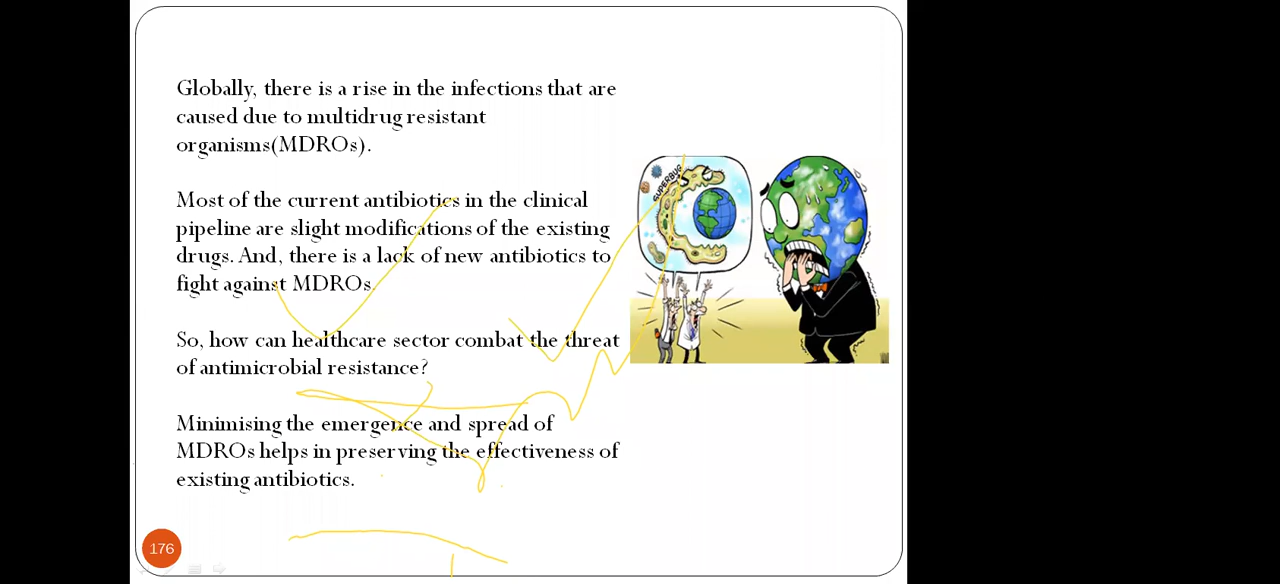 Globally, there is a rise in the infections that are
caused due to multidrug resistant
organisms(MDROs).
Most of the current antibiotics in the clinical
pipeline are slight modifications of the existing
drugs. And, there is a lack of new antibiotics to
fight against MDROs.
So, how can healthcare sector combat the threat
of antimicrobial resistance?
Minimising the emergence and spread of
MDROs helps in preserving the effectiveness of
existing antibiotics.
SUPERBUG
176